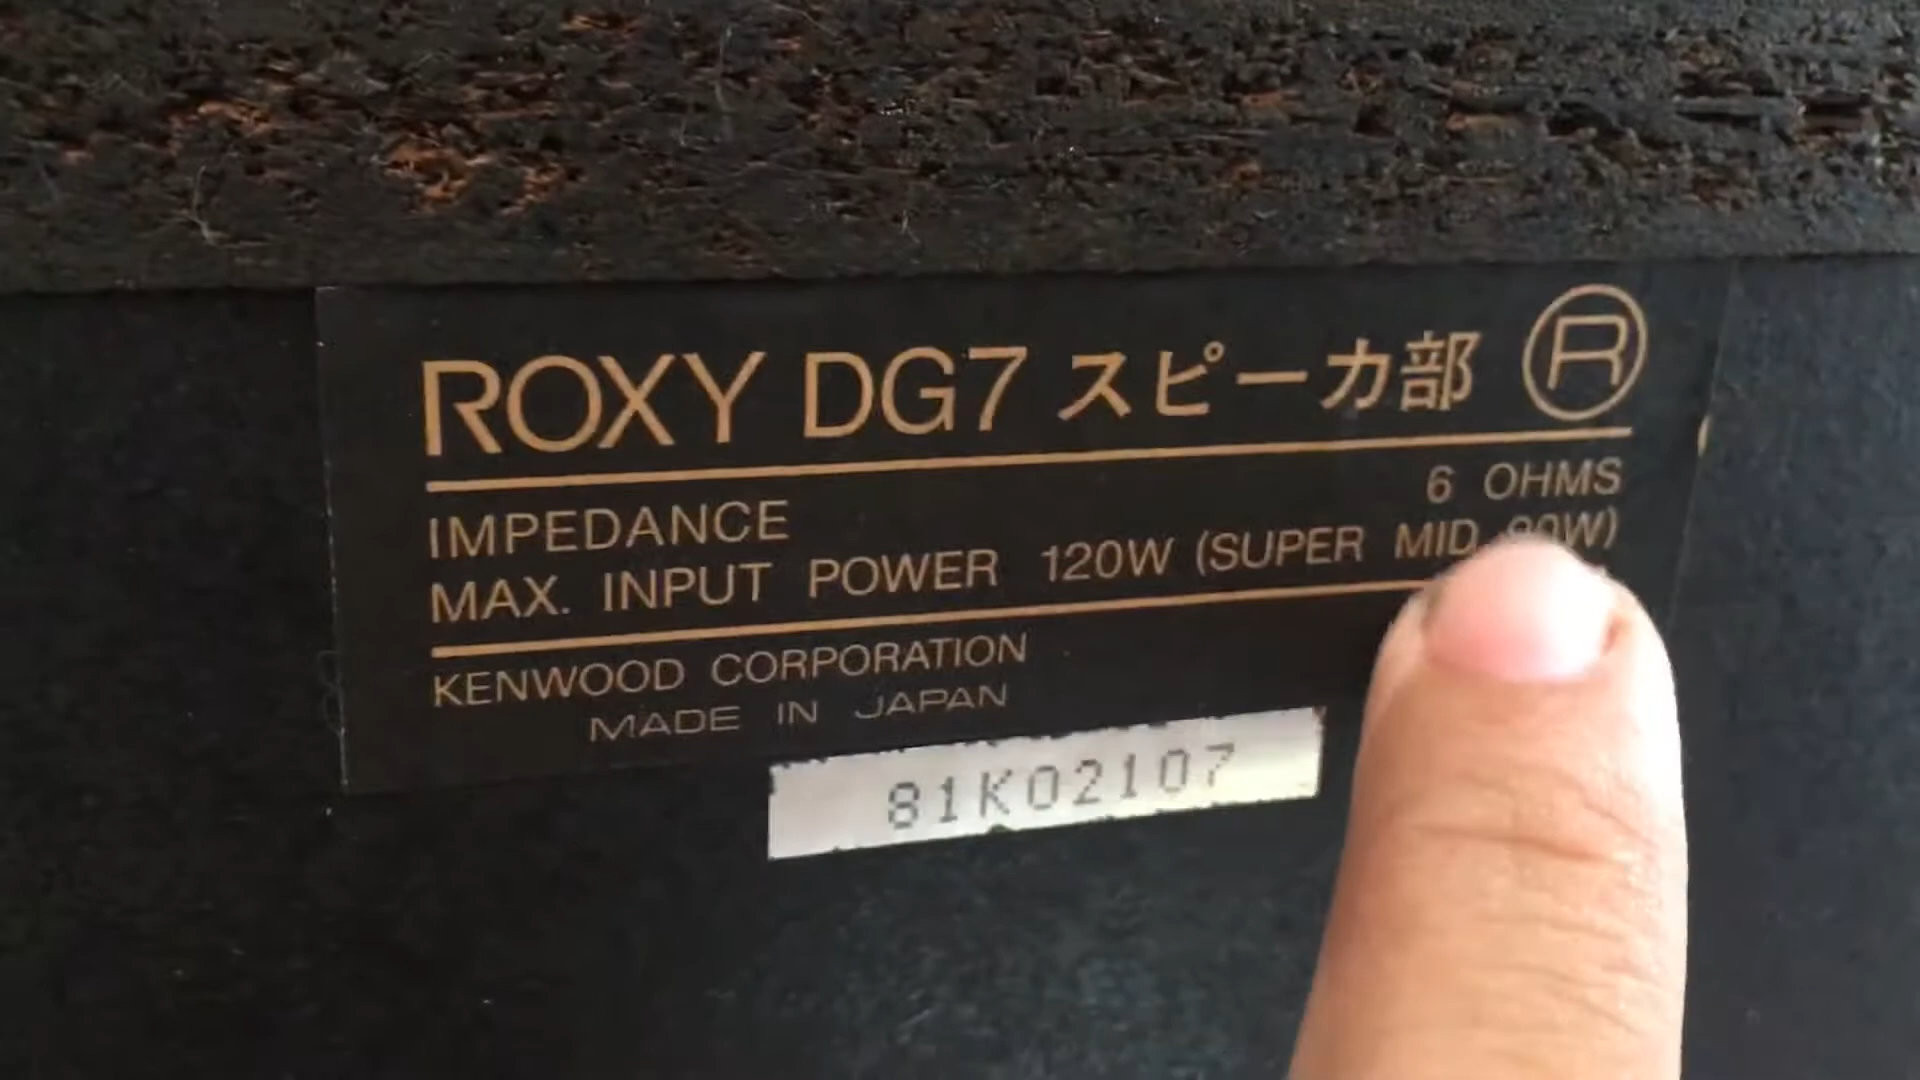 ROXY DG7 スピーカ部 Ⓡ
IMPEDANCE 6 OHMS
MAX. INPUT POWER 120W (SUPER MID
KENWOOD CORPORATION
MADE IN JAPAN
81K02107